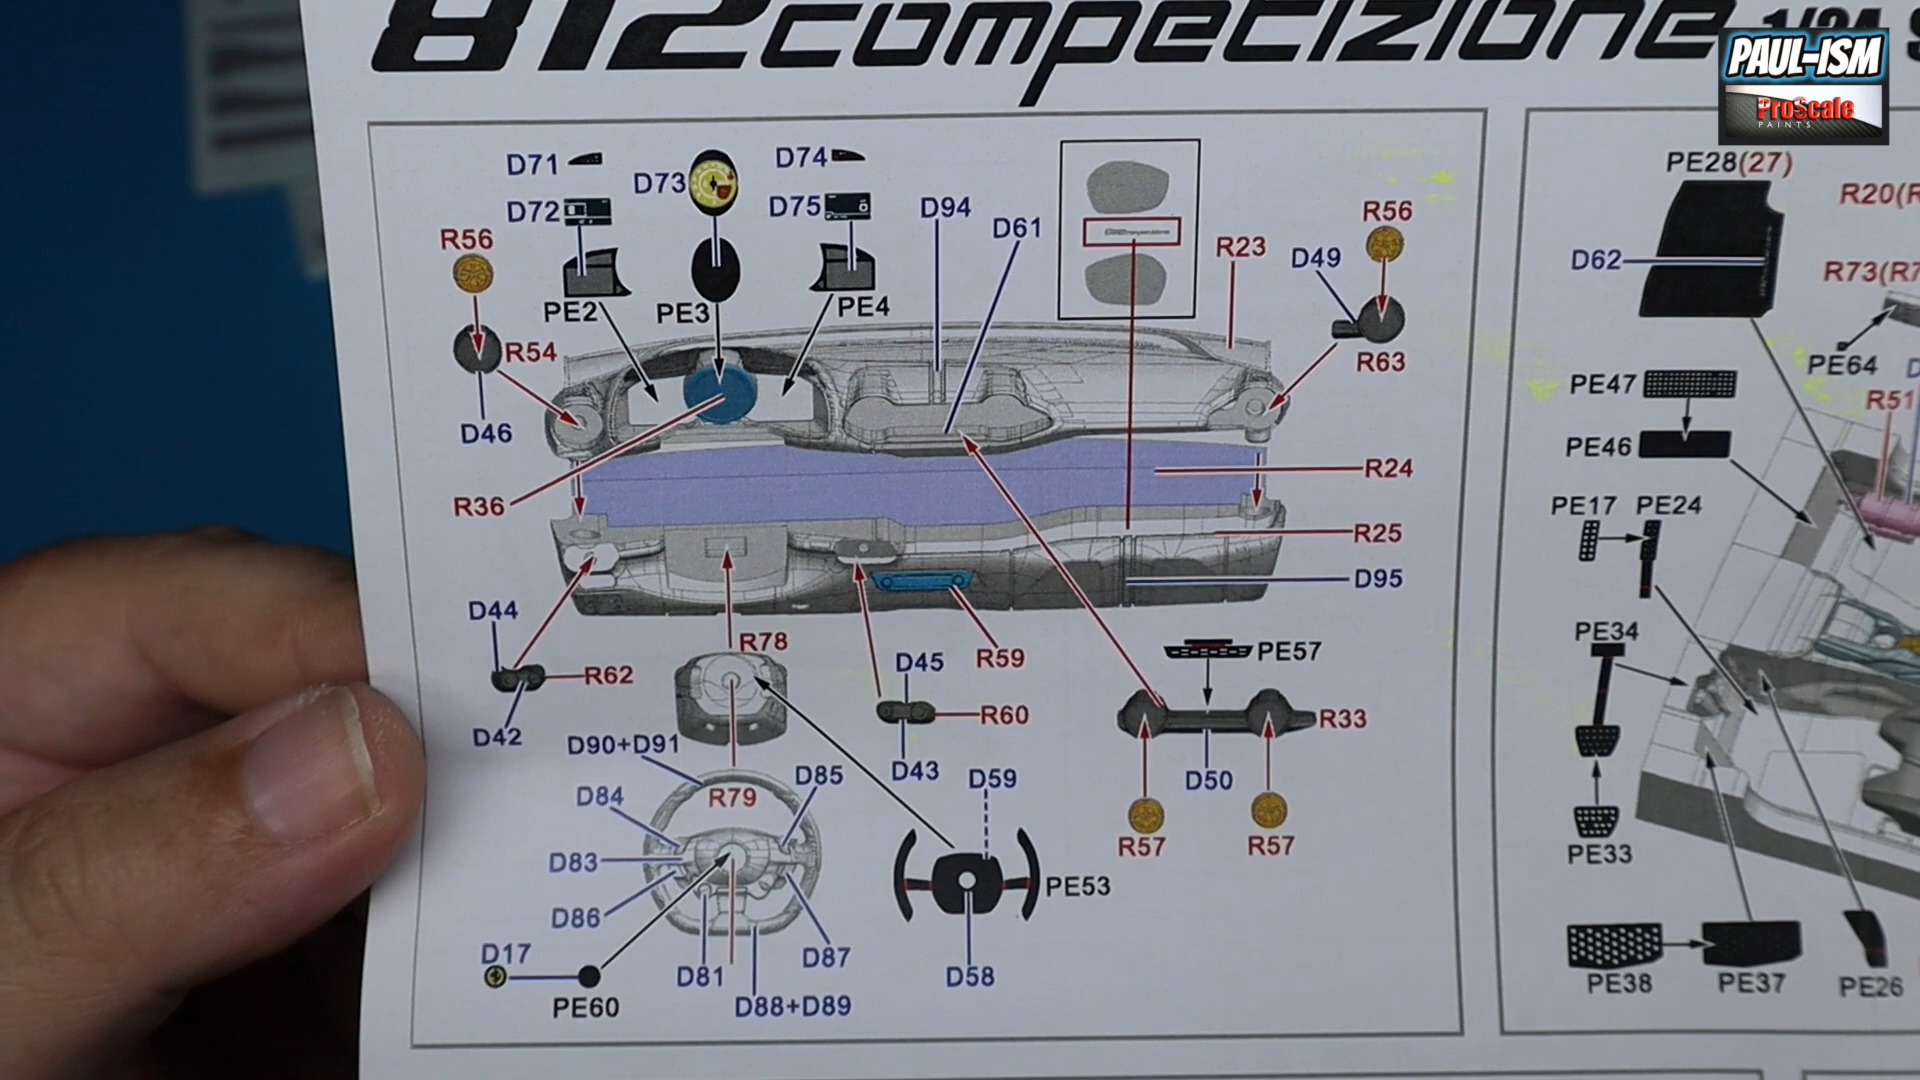 812 competizione 1/24
PAUL-ISM
ProScale
PAINTS
D71
D73
D74
D72
D75
D94
D61
R56
PE2
PE3
PE4
R23
D49
R56
R54
R63
D46
R36
R24
R25
D95
D44
R62
D42
R78
D45
R59
R60
D43
PE57
R33
D50
R57
R57
D90+D91
D84
D85
R79
D83
D86
D87
D17
PE60
D81
D88+D89
D59
PE53
D58
PE28(27)
D62
PE64
PE47
R51
PE46
PE17
PE24
PE34
PE33
PE38
PE37
PE26